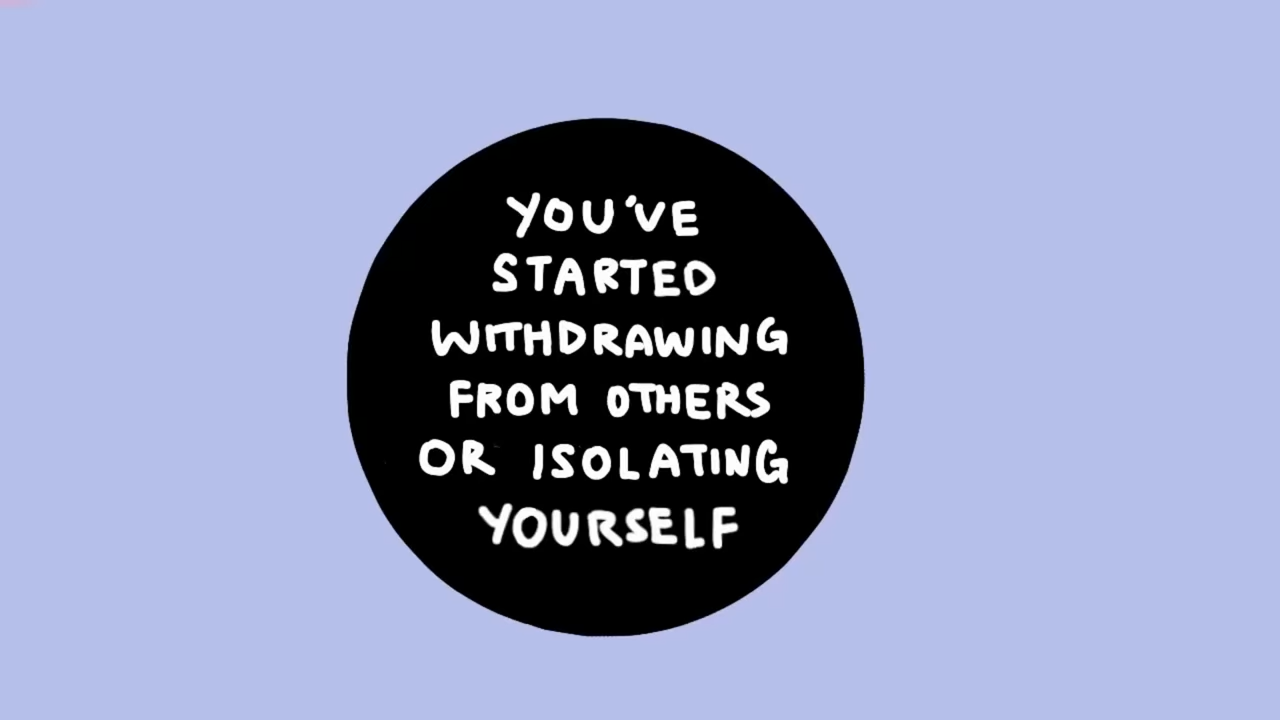 YOU'VE
STARTED
WITHDRAWING
FROM OTHERS
OR ISOLATING
YOURSELF